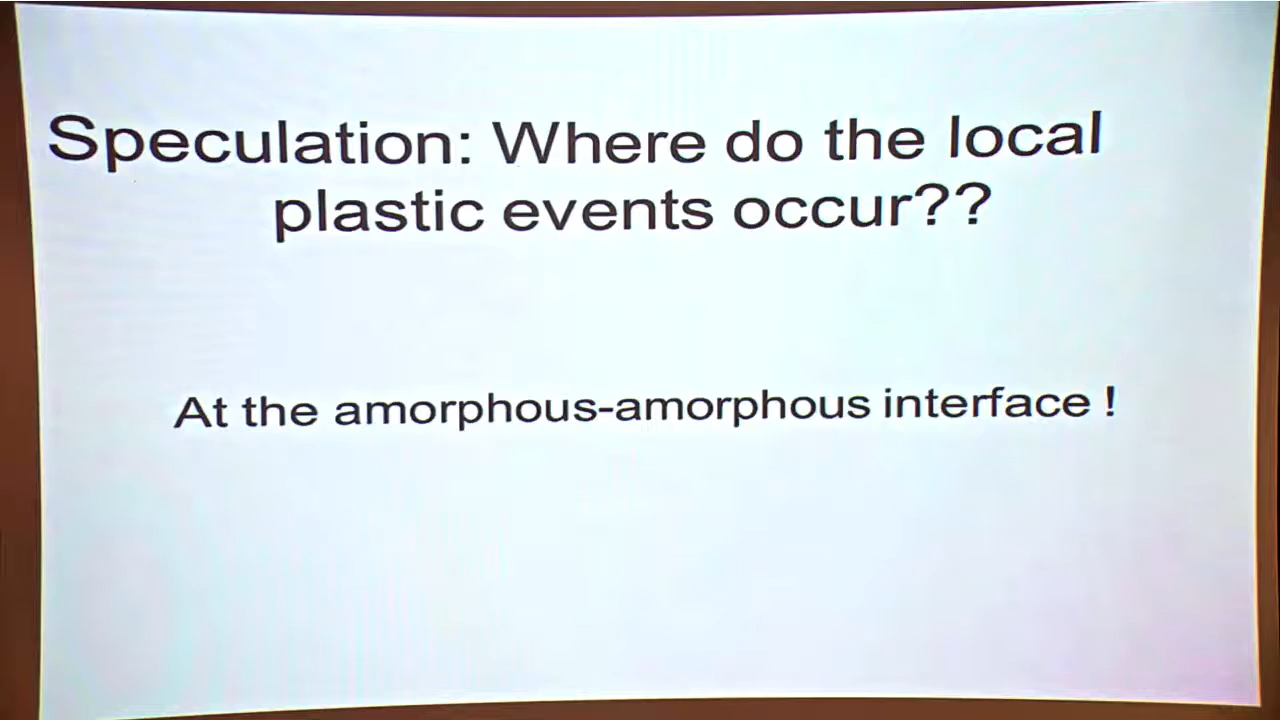 Speculation: Where do the local
plastic events occur??
At the amorphous-amorphous interface !